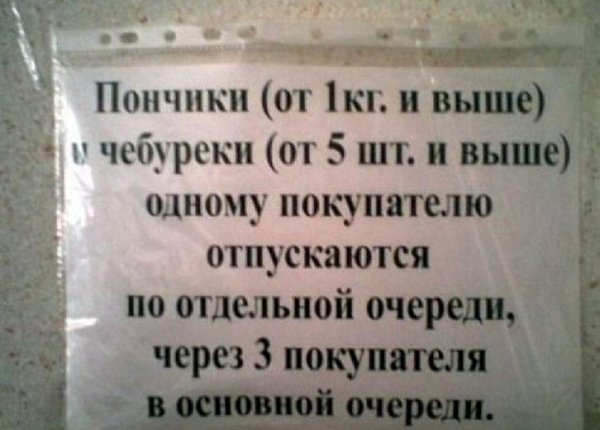 Пончики (от 1кг. и выше)
и чебуреки (от 5 шт. и выше)
одному покупателю
отпускаются
по отдельной очереди,
через 3 покупателя
в основной очереди.